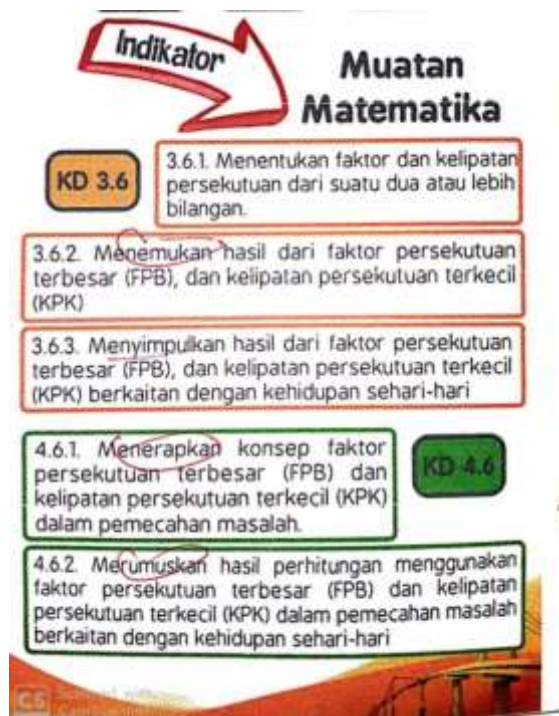 Indikator
Muatan
Matematika
KD 3.6
3.6.1. Menentukan faktor dan kelipatan
persekutuan dari suatu dua atau lebih
bilangan.
3.6.2. Menemukan hasil dari faktor persekutuan
terbesar (FPB), dan kelipatan persekutuan terkecil
(KPK)
3.6.3. Menyimpulkan hasil dari faktor persekutuan
terbesar (FPB), dan kelipatan persekutuan terkecil
(KPK) berkaitan dengan kehidupan sehari-hari
4.6.1. Menerapkan konsep faktor
persekutuan terbesar (FPB) dan
kelipatan persekutuan terkecil (KPK)
dalam pemecahan masalah.
KD 4.6
4.6.2. Merumuskan hasil perhitungan menggunakan
faktor persekutuan terbesar (FPB) dan kelipatan
persekutuan terkecil (KPK) dalam pemecahan masalah
berkaitan dengan kehidupan sehari-hari
CS